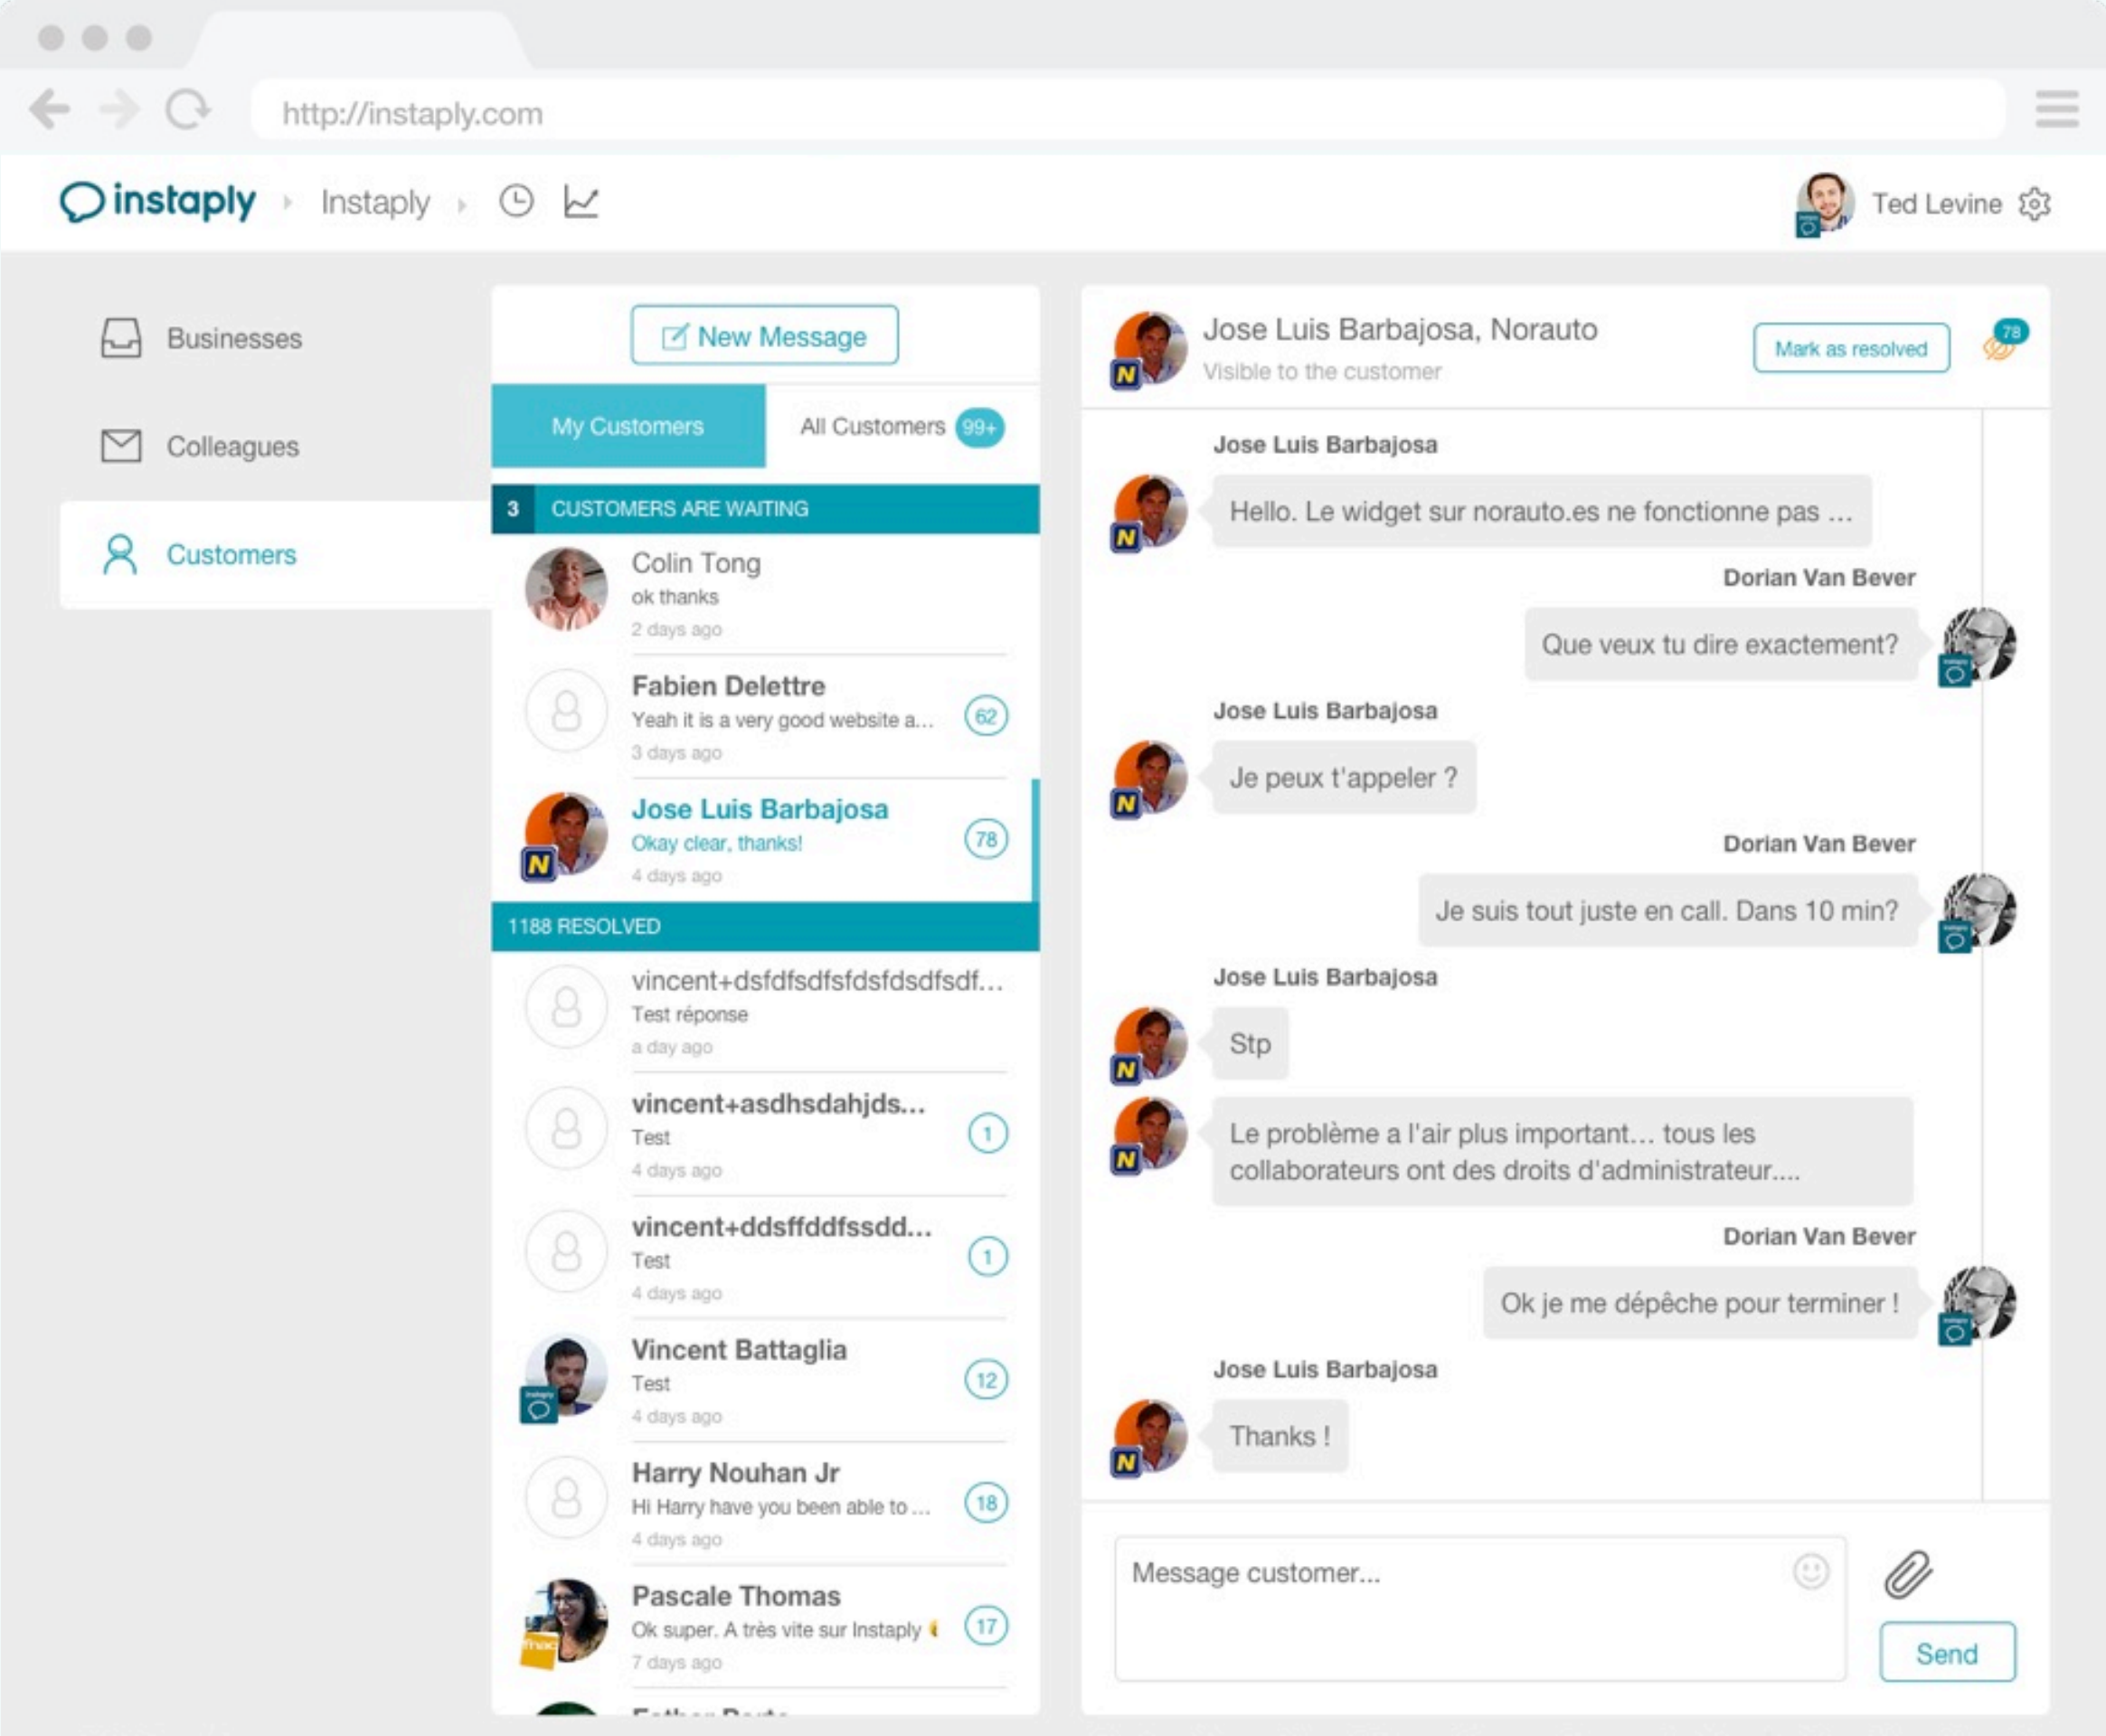 http://instaply.com
instaply
Instaply
Ted Levine
Businesses
Colleagues
Customers
New Message
My Customers
All Customers 99+
3 CUSTOMERS ARE WAITING
Colin Tong
ok thanks
2 days ago
Fabien Delettre
Yeah it is a very good website a...
62
3 days ago
Jose Luis Barbajosa
Okay clear, thanks!
78
4 days ago
1188 RESOLVED
vincent+dsfdfsdfsfdsfdsdfsdf...
Test réponse
a day ago
vincent+asdhsdahjds...
Test
1
4 days ago
vincent+ddsffddfssdd...
Test
1
4 days ago
Vincent Battaglia
Test
12
4 days ago
Harry Nouhan Jr
Hi Harry have you been able to ...
18
4 days ago
Pascale Thomas
Ok super. A très vite sur Instaply
17
7 days ago
Jose Luis Barbajosa, Norauto
Visible to the customer
Mark as resolved
78
Jose Luis Barbajosa
Hello. Le widget sur norauto.es ne fonctionne pas ...
Dorian Van Bever
Que veux tu dire exactement?
Jose Luis Barbajosa
Je peux t'appeler ?
Dorian Van Bever
Je suis tout juste en call. Dans 10 min?
Jose Luis Barbajosa
Stp
Le problème a l'air plus important... tous les
collaborateurs ont des droits d'administrateur....
Dorian Van Bever
Ok je me dépêche pour terminer !
Jose Luis Barbajosa
Thanks !
Message customer...
Send